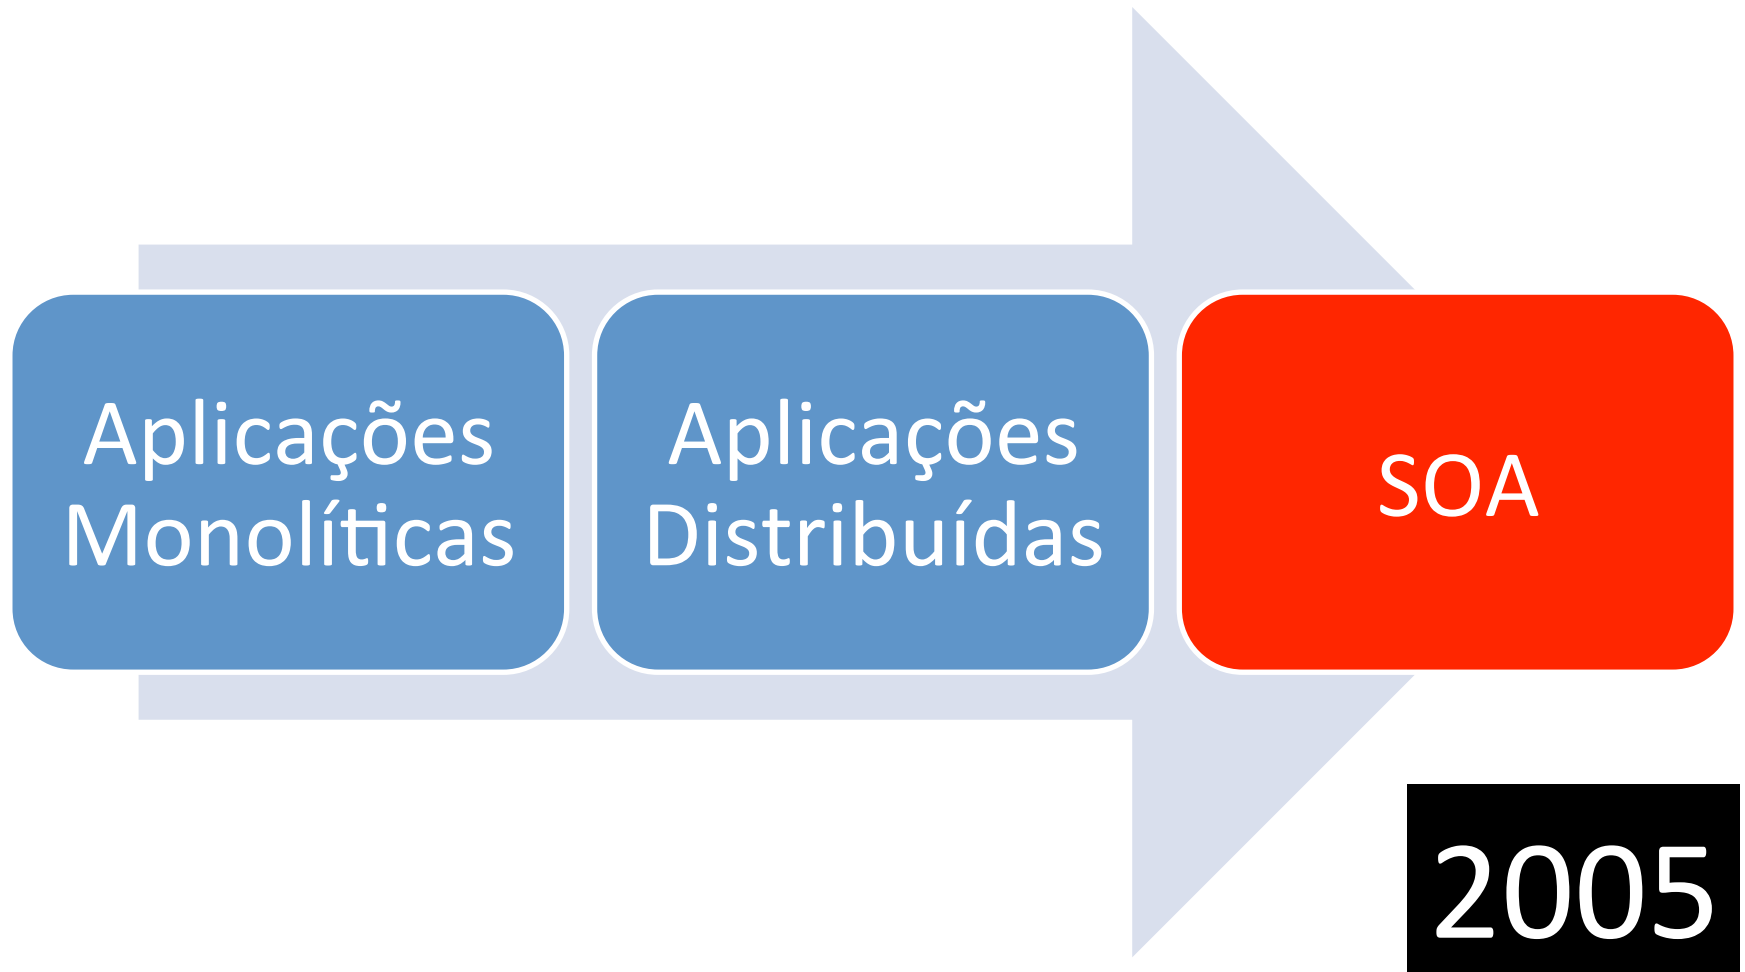 Aplicações
Monolíticas
Aplicações
Distribuídas
SOA
2005